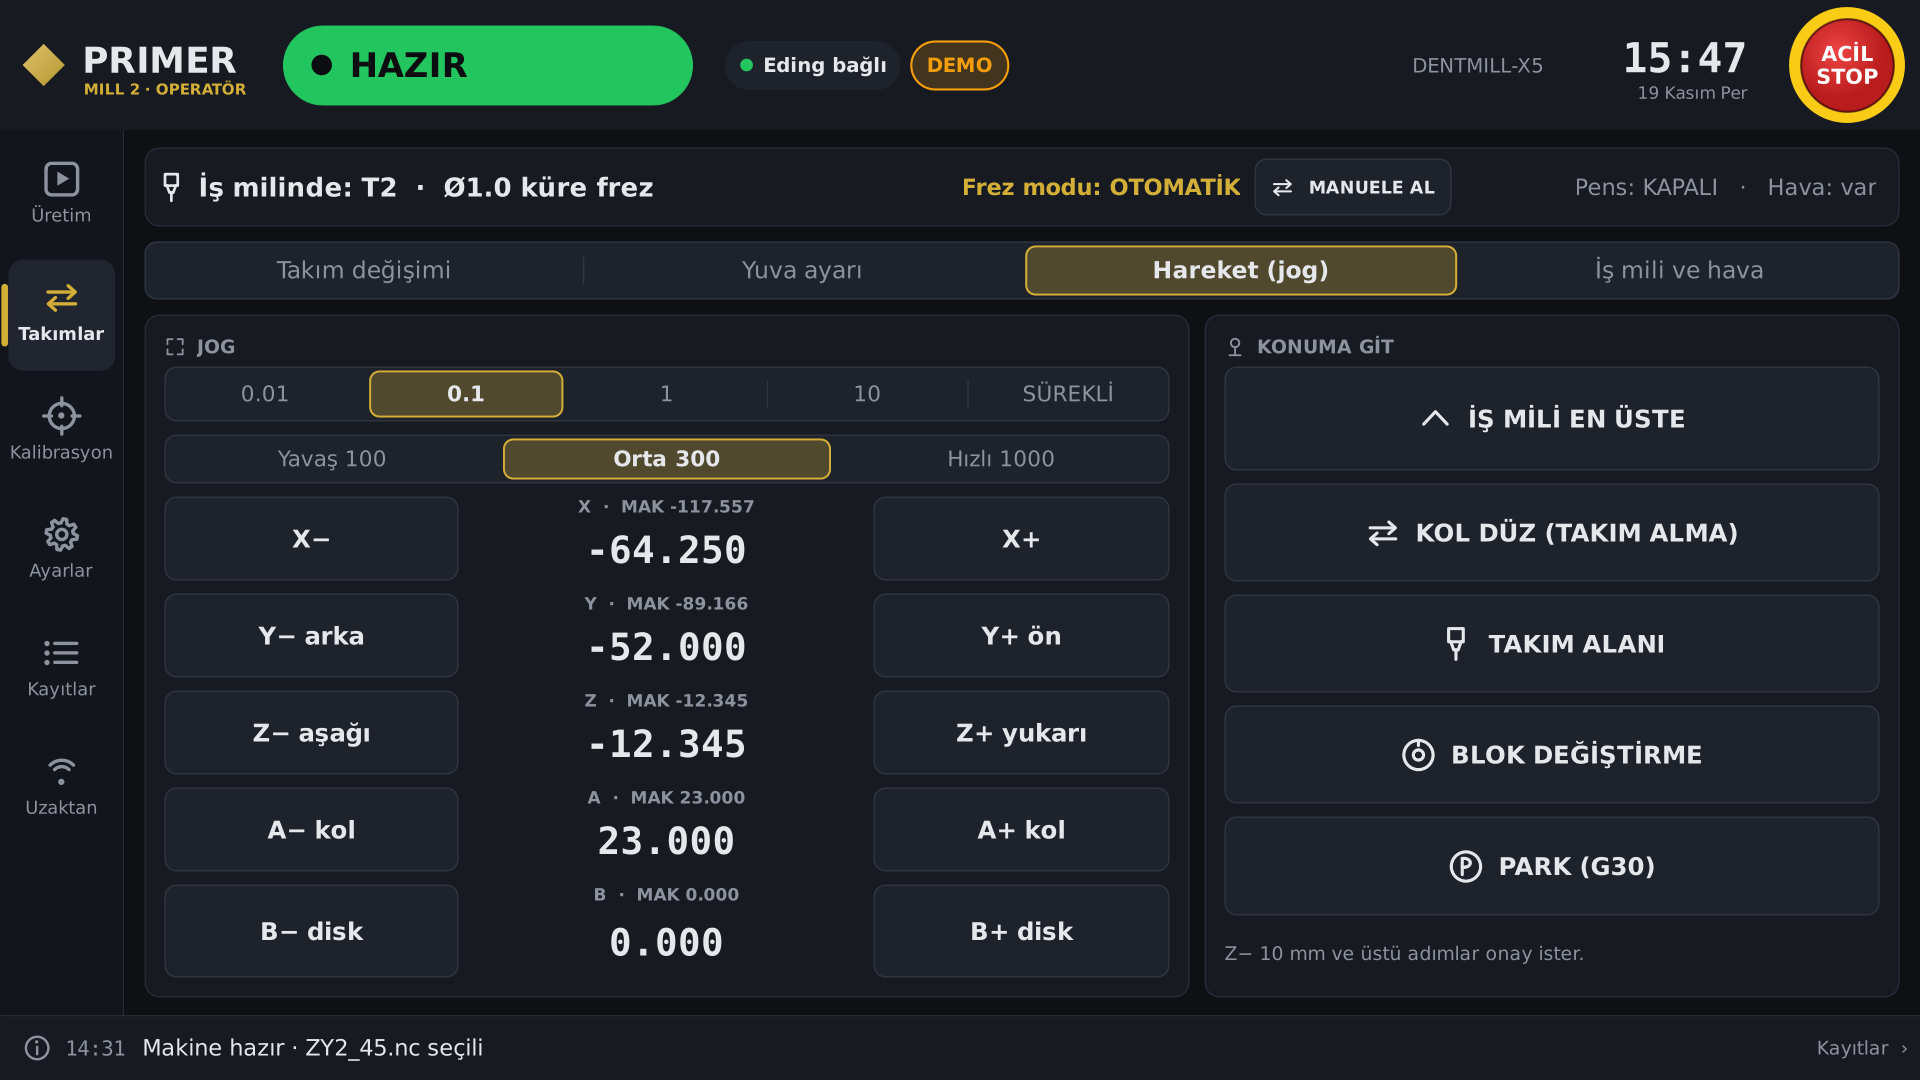 PRIMER
MILL 2 · OPERATÖR
HAZIR
Eding bağlı
DEMO
DENTMILL-X5
15:47
19 Kasım Per
ACİL
STOP
Üretim
Takımlar
Kalibrasyon
Ayarlar
Kayıtlar
Uzaktan
İş milinde: T2 · Ø1.0 küre frez
Frez modu: OTOMATİK
MANUELE AL
Pens: KAPALI · Hava: var
Takım değişimi
Yuva ayarı
Hareket (jog)
İş mili ve hava
JOG
0.01
0.1
1
10
SÜREKLİ
Yavaş 100
Orta 300
Hızlı 1000
X−
X · MAK -117.557
-64.250
X+
Y− arka
Y · MAK -89.166
-52.000
Y+ ön
Z− aşağı
Z · MAK -12.345
-12.345
Z+ yukarı
A− kol
A · MAK 23.000
23.000
A+ kol
B− disk
B · MAK 0.000
0.000
B+ disk
KONUMA GİT
İŞ MİLİ EN ÜSTE
KOL DÜZ (TAKIM ALMA)
TAKIM ALANI
BLOK DEĞİŞTİRME
PARK (G30)
Z− 10 mm ve üstü adımlar onay ister.
14:31 Makine hazır · ZY2_45.nc seçili
Kayıtlar ›